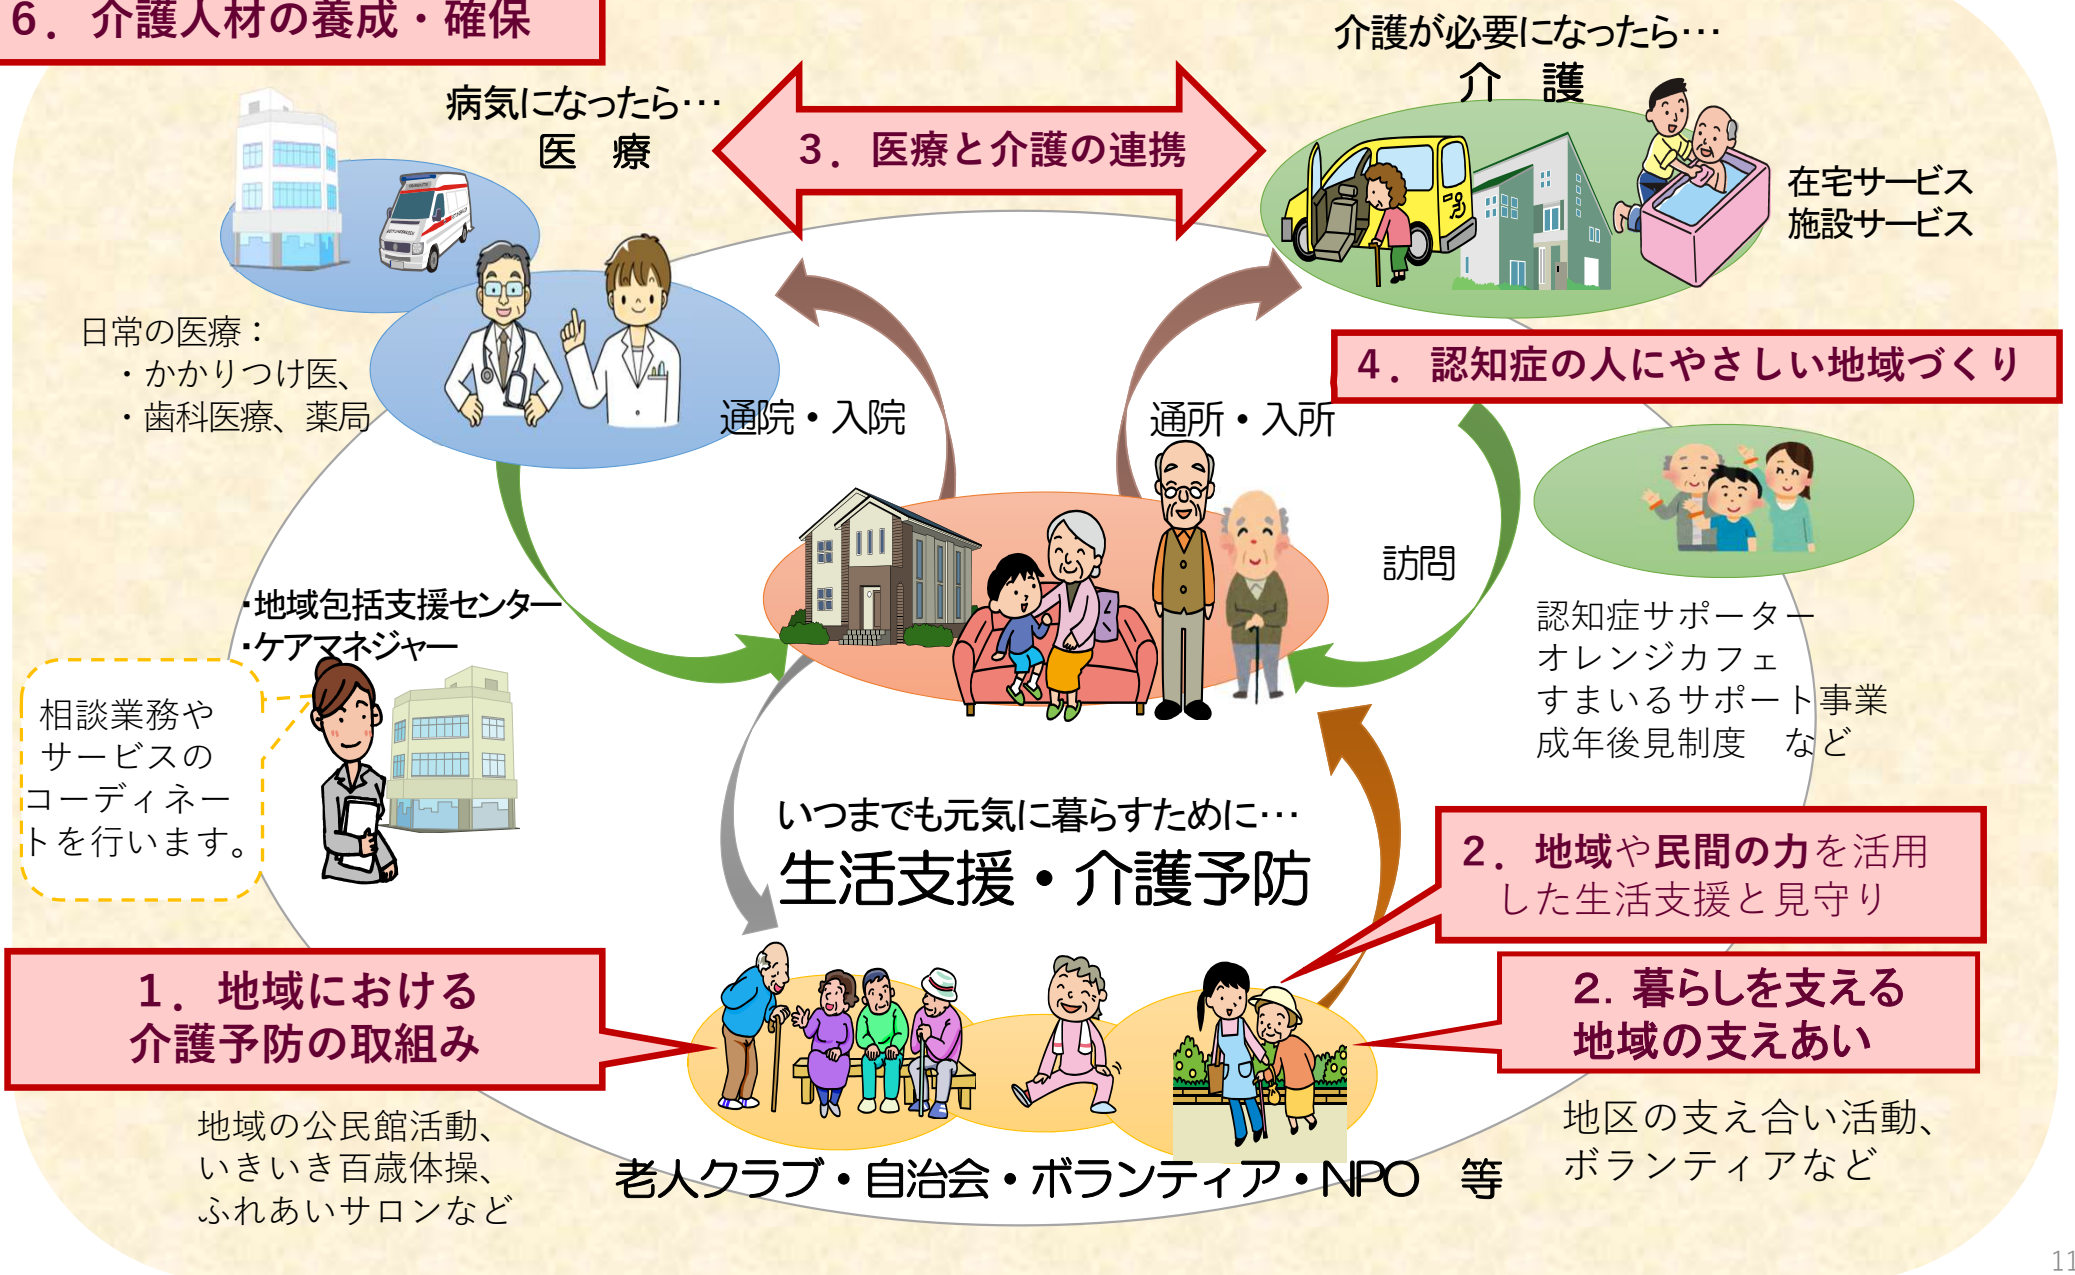 6．介護人材の養成・確保
介護が必要になったら…
介　護
病気になったら…
医　療
3．医療と介護の連携
在宅サービス
施設サービス
日常の医療：
・かかりつけ医、
・歯科医療、薬局
4．認知症の人にやさしい地域づくり
通院・入院
通所・入所
訪問
・地域包括支援センター
・ケアマネジャー
認知症サポーター
オレンジカフェ
すまいるサポート事業
成年後見制度　など
相談業務や
サービスの
コーディネー
トを行います。
いつまでも元気に暮らすために…
生活支援・介護予防
2．地域や民間の力を活用
した生活支援と見守り
1．地域における
介護予防の取組み
2．暮らしを支える
地域の支えあい
地域の公民館活動、
いきいき百歳体操、
ふれあいサロンなど
地区の支え合い活動、
ボランティアなど
老人クラブ・自治会・ボランティア・NPO　等
11